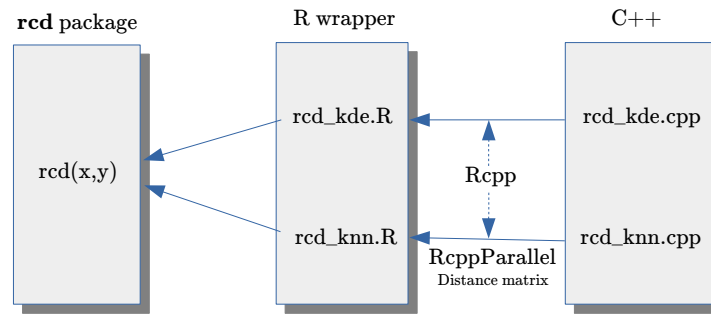 rcd package
R wrapper
C++
rcd_kde.R
rcd_kde.cpp
rcd(x,y)
Rcpp
rcd_knn.R
rcd_knn.cpp
RcppParallel
Distance matrix